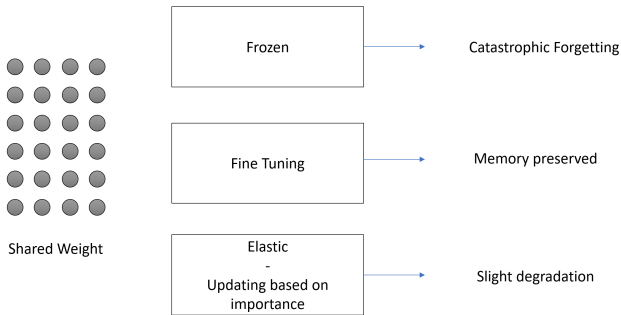 Frozen
Catastrophic Forgetting
Fine Tuning
Memory preserved
Shared Weight
Elastic
-
Updating based on
importance
Slight degradation